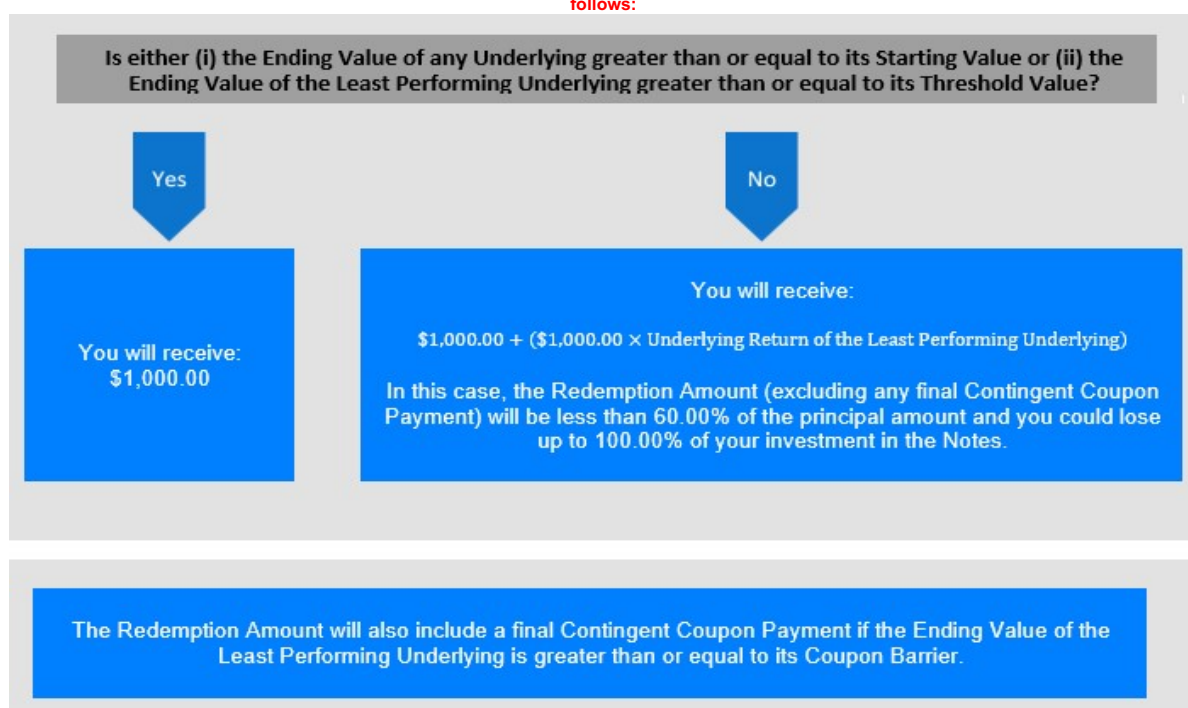 follows:
Is either (i) the Ending Value of any Underlying greater than or equal to its Starting Value or (ii) the
Ending Value of the Least Performing Underlying greater than or equal to its Threshold Value?
Yes
No
You will receive:
$1,000.00
You will receive:
$1,000.00 + ($1,000.00 × Underlying Return of the Least Performing Underlying)
In this case, the Redemption Amount (excluding any final Contingent Coupon
Payment) will be less than 60.00% of the principal amount and you could lose
up to 100.00% of your investment in the Notes.
The Redemption Amount will also include a final Contingent Coupon Payment if the Ending Value of the
Least Performing Underlying is greater than or equal to its Coupon Barrier.